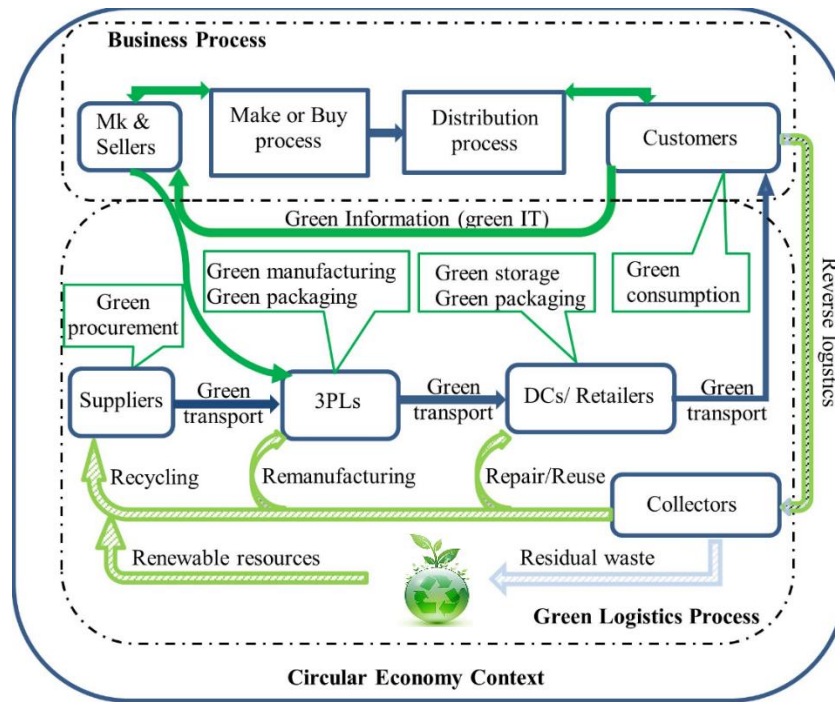 Business Process
Mk &
Sellers
Make or Buy
process
Distribution
process
Customers
Green Information (green IT)
Green manufacturing
Green packaging
Green storage
Green packaging
Green
consumption
Green
procurement
Reverse logistics
Suppliers
Green
transport
3PLs
Green
transport
DCs/ Retailers
Green
transport
Recycling
Remanufacturing
Repair/Reuse
Collectors
Renewable resources
Residual waste
Green Logistics Process
Circular Economy Context